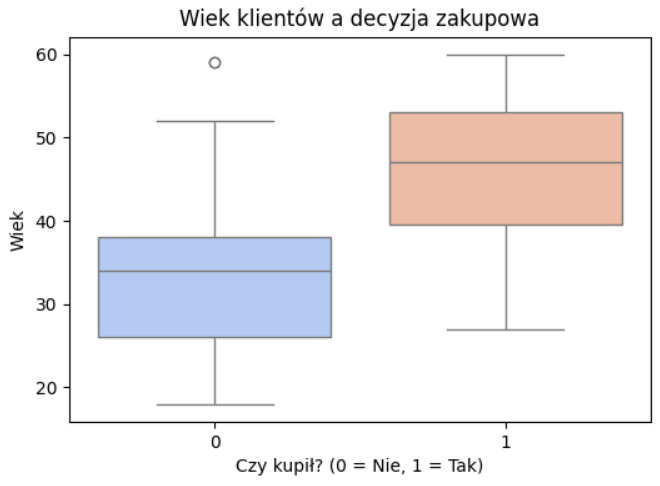 Wiek klientów a decyzja zakupowa
60
50
40
30
20
Wiek
0
1
Czy kupił? (0 = Nie, 1 = Tak)